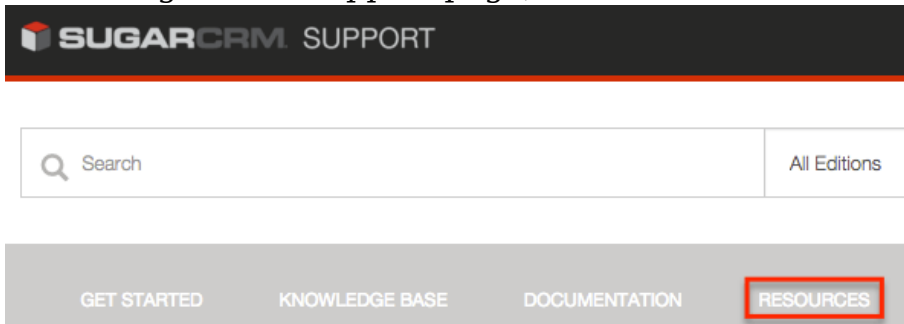 SUGARCRM. SUPPORT
Search
All Editions
GET STARTED KNOWLEDGE BASE DOCUMENTATION RESOURCES